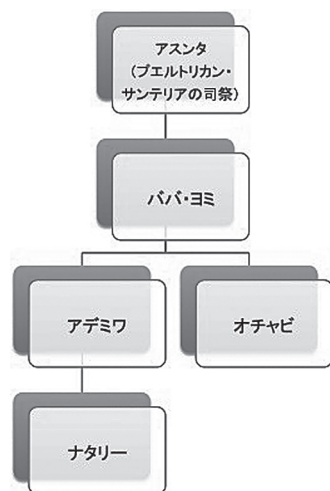 アスンタ
(プエルトリカン・
サンテリアの司祭)
ババ・ヨミ
アデミワ
オチャビ
ナタリー